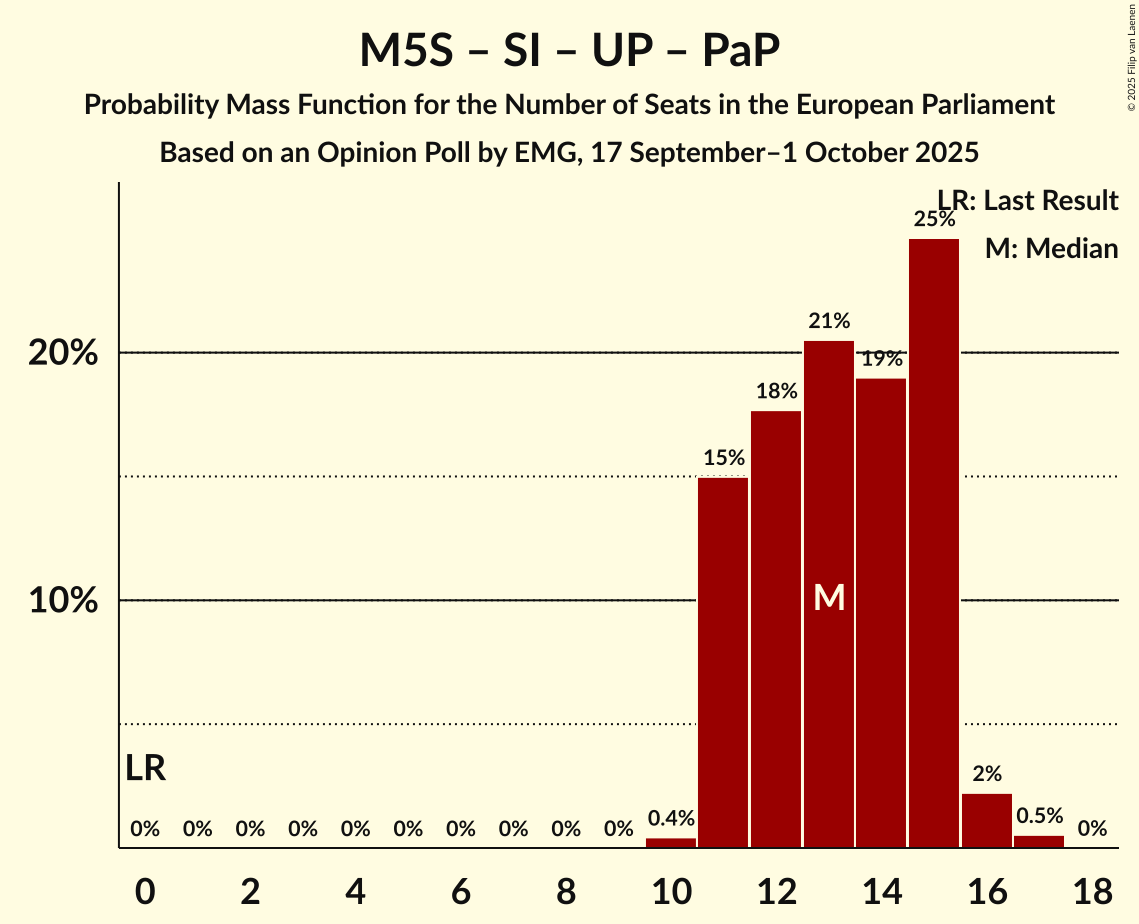 M5S – SI – UP – PaP
Probability Mass Function for the Number of Seats in the European Parliament
Based on an Opinion Poll by EMG, 17 September–1 October 2025
© 2025 Filip van Laenen
LR: Last Result
M: Median
25%
21%
20%
19%
18%
15%
10%
M
LR
0% 0% 0% 0% 0% 0% 0% 0% 0% 0% 0.4% 2% 0.5% 0%
0 2 4 6 8 10 12 14 16 18